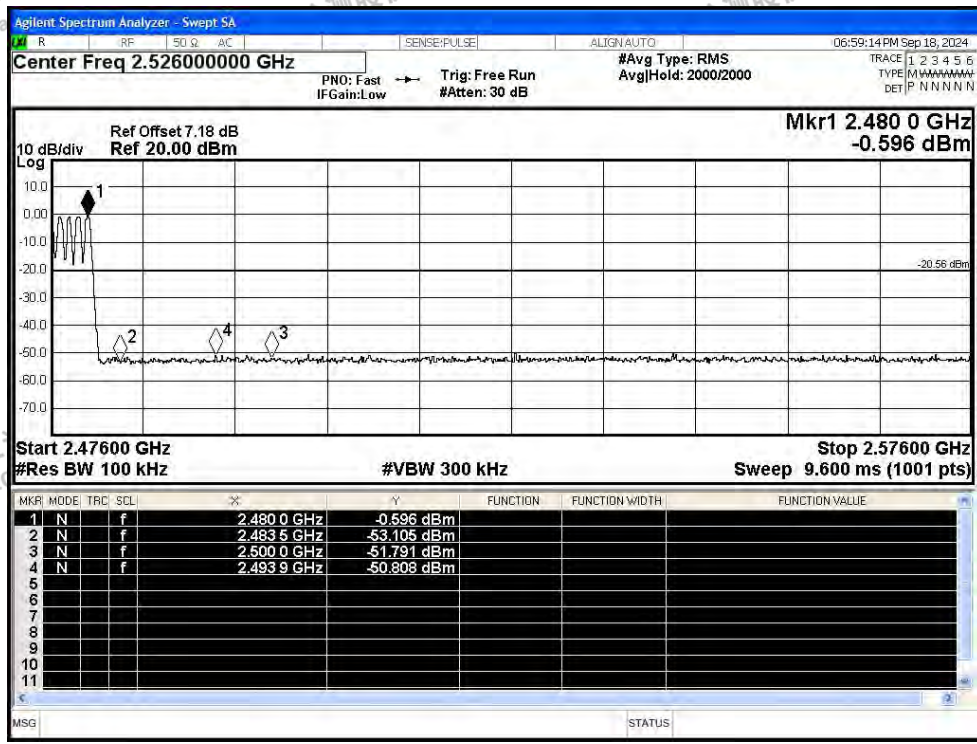 Agilent Spectrum Analyzer - Swept SA
R RF 50 Ω AC SENSE:PULSE ALIGN AUTO 06:59:14 PM Sep 18, 2024
Center Freq 2.526000000 GHz
PNO: Fast
IFGain:Low
Trig: Free Run
#Atten: 30 dB
#Avg Type: RMS
Avg|Hold: 2000/2000
TRACE 1 2 3 4 5 6
TYPE M WWWWW
DET P N N N N N
Mkr1 2.480 0 GHz
-0.596 dBm
Ref Offset 7.18 dB
10 dB/div Ref 20.00 dBm
Log
10.0
0.00
-10.0
-20.0
-30.0
-40.0
-50.0
-60.0
-70.0
1
2
4
3
-20.56 dBm
Start 2.47600 GHz Stop 2.57600 GHz
#Res BW 100 kHz #VBW 300 kHz Sweep 9.600 ms (1001 pts)
MKR MODE TRC SCL X Y FUNCTION FUNCTION WIDTH FUNCTION VALUE
1 N f 2.480 0 GHz -0.596 dBm
2 N f 2.483 5 GHz -53.105 dBm
3 N f 2.500 0 GHz -51.791 dBm
4 N f 2.493 9 GHz -50.808 dBm
5
6
7
8
9
10
11
MSG STATUS